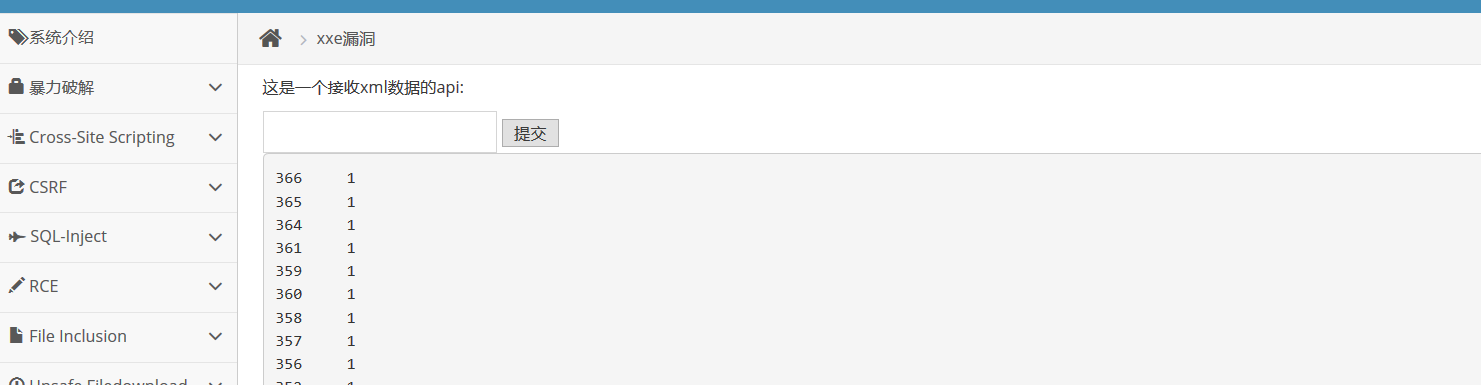 系统介绍
暴力破解
Cross-Site Scripting
CSRF
SQL-Inject
RCE
File Inclusion
Unsafe Filedownload
xxe漏洞
这是一个接收xml数据的api:
提交
366 1
365 1
364 1
361 1
359 1
360 1
358 1
357 1
356 1
352 1